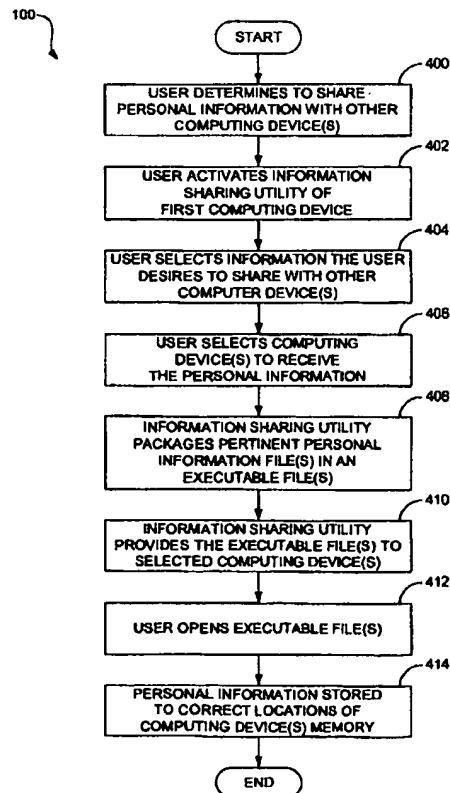 100
START
400
USER DETERMINES TO SHARE
PERSONAL INFORMATION WITH OTHER
COMPUTING DEVICE(S)
402
USER ACTIVATES INFORMATION
SHARING UTILITY OF
FIRST COMPUTING DEVICE
404
USER SELECTS INFORMATION THE USER
DESIRES TO SHARE WITH OTHER
COMPUTER DEVICE(S)
406
USER SELECTS COMPUTING
DEVICE(S) TO RECEIVE
THE PERSONAL INFORMATION
408
INFORMATION SHARING UTILITY
PACKAGES PERTINENT PERSONAL
INFORMATION FILE(S) IN AN
EXECUTABLE FILE(S)
410
INFORMATION SHARING UTILITY
PROVIDES THE EXECUTABLE FILE(S) TO
SELECTED COMPUTING DEVICE(S)
412
USER OPENS EXECUTABLE FILE(S)
414
PERSONAL INFORMATION STORED
TO CORRECT LOCATIONS OF
COMPUTING DEVICE(S) MEMORY
END